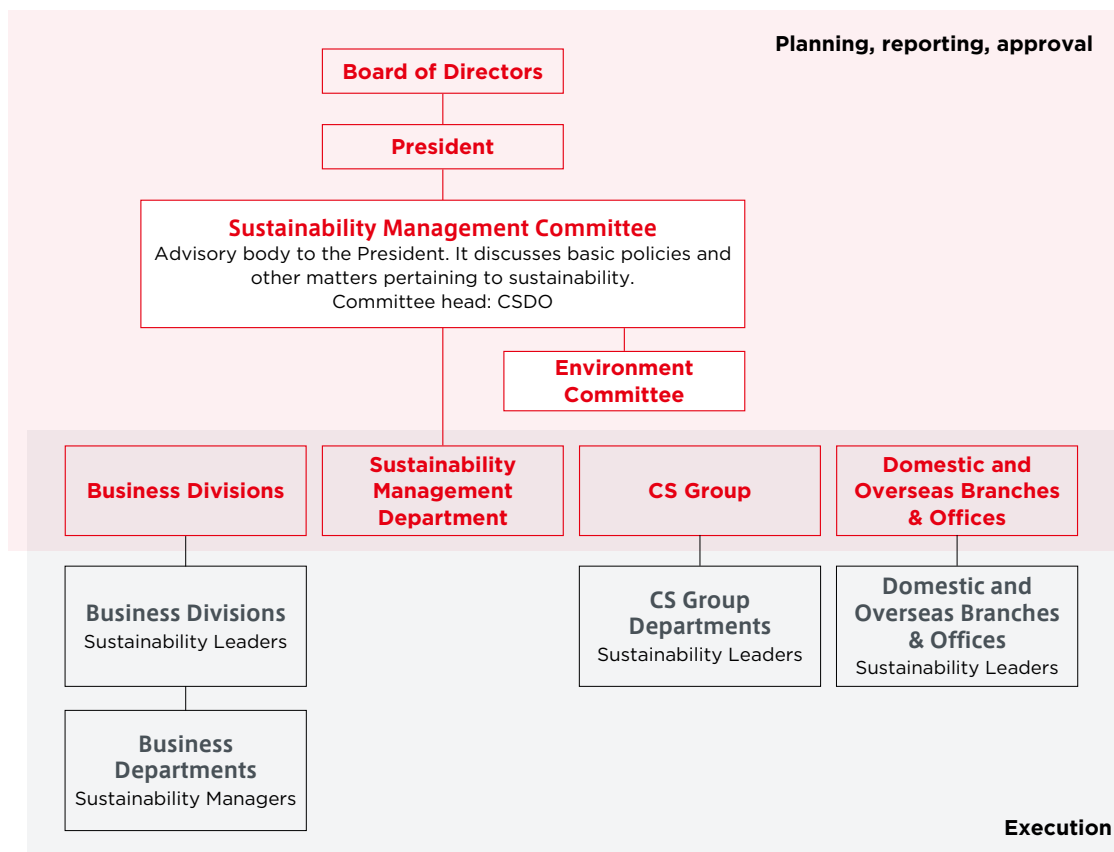 Planning, reporting, approval
Board of Directors
President
Sustainability Management Committee
Advisory body to the President. It discusses basic policies and
other matters pertaining to sustainability.
Committee head: CSDO
Environment
Committee
Business Divisions
Sustainability
Management
Department
CS Group
Domestic and
Overseas Branches
& Offices
Business Divisions
Sustainability Leaders
CS Group
Departments
Sustainability Leaders
Domestic and
Overseas Branches
& Offices
Sustainability Leaders
Business
Departments
Sustainability Managers
Execution